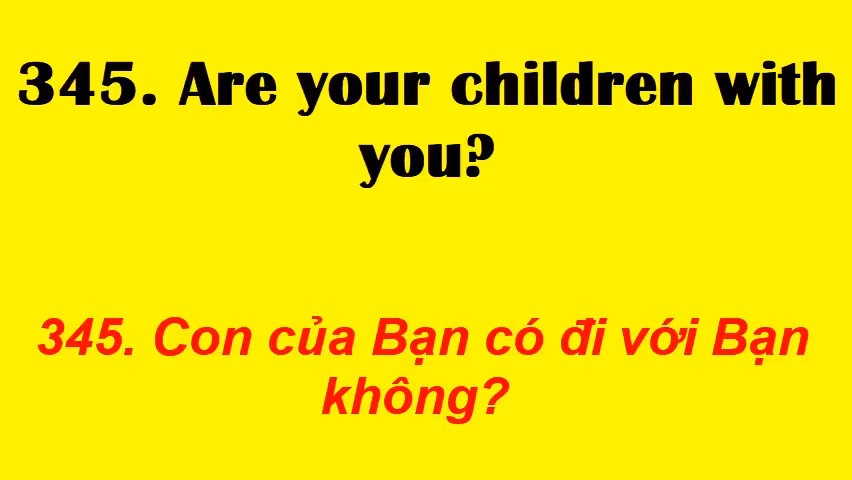 345. Are your children with
you?
345. Con của Bạn có đi với Bạn
không?